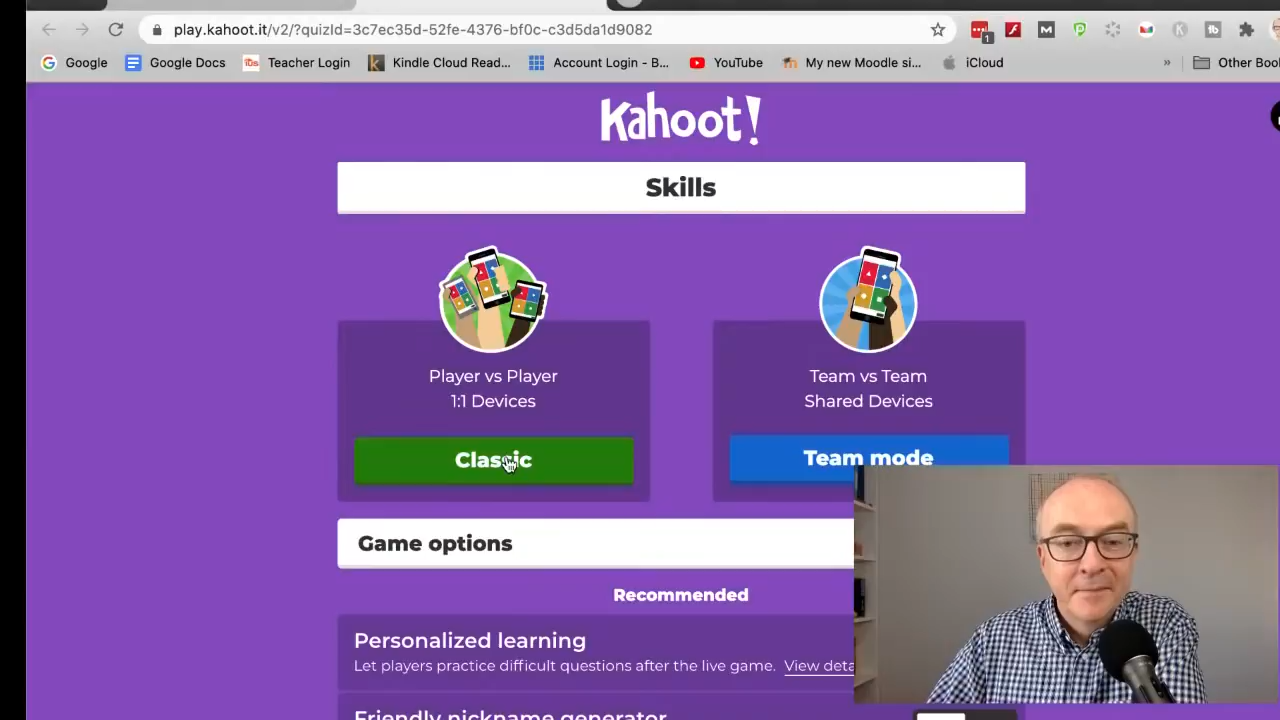 play.kahoot.it/v2/?quizId=3c7ec35d-52fe-4376-bf0c-c3d5da1d9082
1
Google
Google Docs
Teacher Login
Kindle Cloud Read...
Account Login - B...
YouTube
My new Moodle si...
iCloud
»
Other Boo
Kahoot!
Skills
Player vs Player
1:1 Devices
Classic
Team vs Team
Shared Devices
Team mode
Game options
Recommended
Personalized learning
Let players practice difficult questions after the live game. View deta
Friendly nickname generator